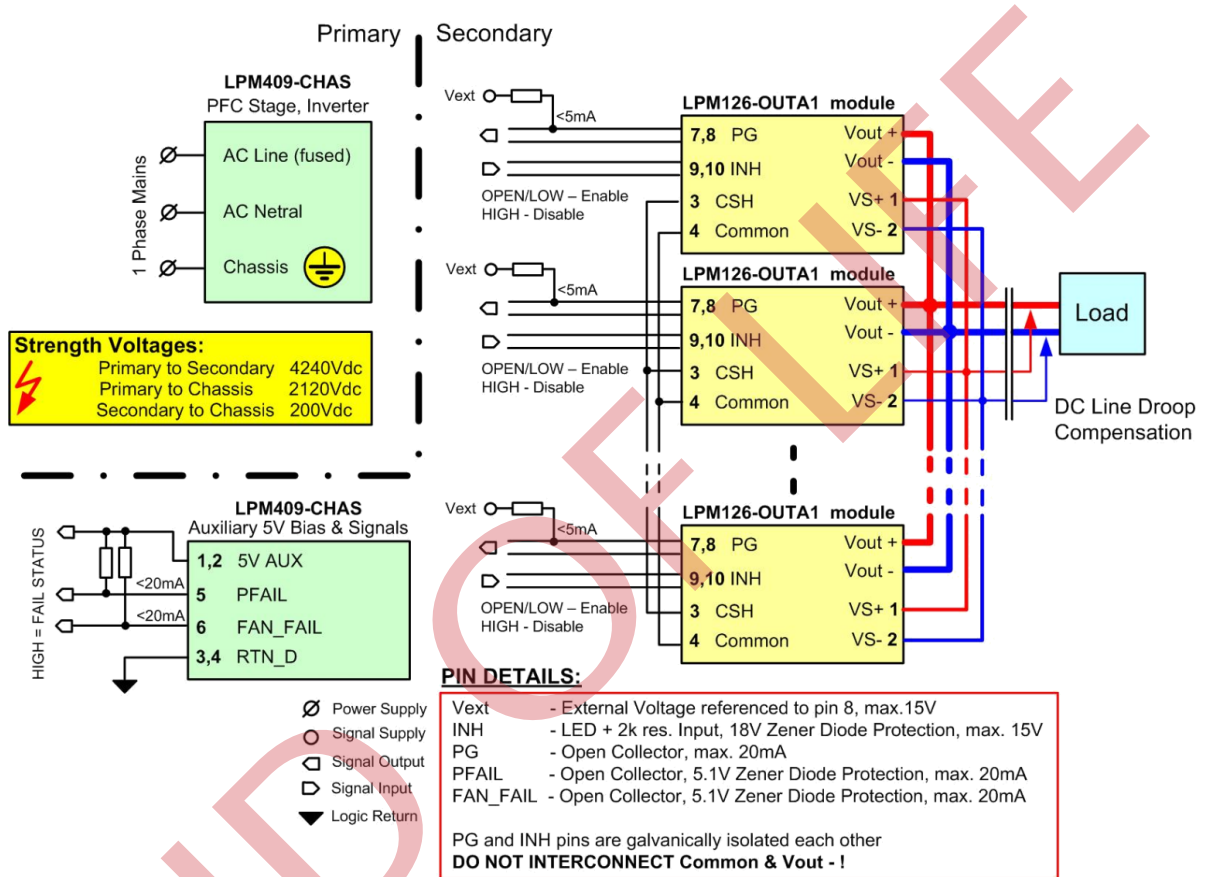 Primary
Secondary
LPM409-CHAS
PFC Stage, Inverter
1 Phase Mains
AC Line (fused)
AC Netral
Chassis
Strength Voltages:
Primary to Secondary 4240Vdc
Primary to Chassis 2120Vdc
Secondary to Chassis 200Vdc
LPM409-CHAS
Auxiliary 5V Bias & Signals
HIGH = FAIL STATUS
<20mA
<20mA
1,2 5V AUX
5 PFAIL
6 FAN_FAIL
3,4 RTN_D
Power Supply
Signal Supply
Signal Output
Signal Input
Logic Return
Vext
<5mA
OPEN/LOW – Enable
HIGH - Disable
LPM126-OUTA1 module
7,8 PG Vout +
9,10 INH Vout -
3 CSH VS+ 1
4 Common VS- 2
Vext
<5mA
OPEN/LOW – Enable
HIGH - Disable
LPM126-OUTA1 module
7,8 PG Vout +
9,10 INH Vout -
3 CSH VS+ 1
4 Common VS- 2
Load
DC Line Droop
Compensation
Vext
<5mA
OPEN/LOW – Enable
HIGH - Disable
LPM126-OUTA1 module
7,8 PG Vout +
9,10 INH Vout -
3 CSH VS+ 1
4 Common VS- 2
PIN DETAILS:
Vext - External Voltage referenced to pin 8, max.15V
INH - LED + 2k res. Input, 18V Zener Diode Protection, max. 15V
PG - Open Collector, max. 20mA
PFAIL - Open Collector, 5.1V Zener Diode Protection, max. 20mA
FAN_FAIL - Open Collector, 5.1V Zener Diode Protection, max. 20mA
PG and INH pins are galvanically isolated each other
DO NOT INTERCONNECT Common & Vout - !
ND OF LIFE